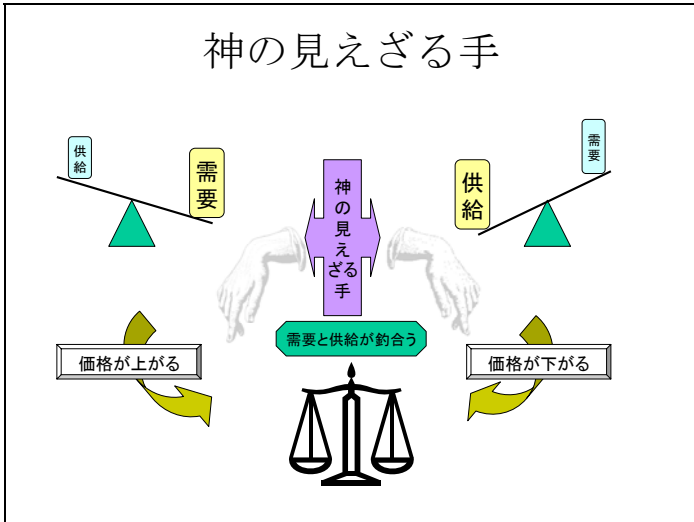 神の見えざる手
供給
需要
神の見えざる手
供給
需要
需要と供給が釣合う
価格が上がる
価格が下がる